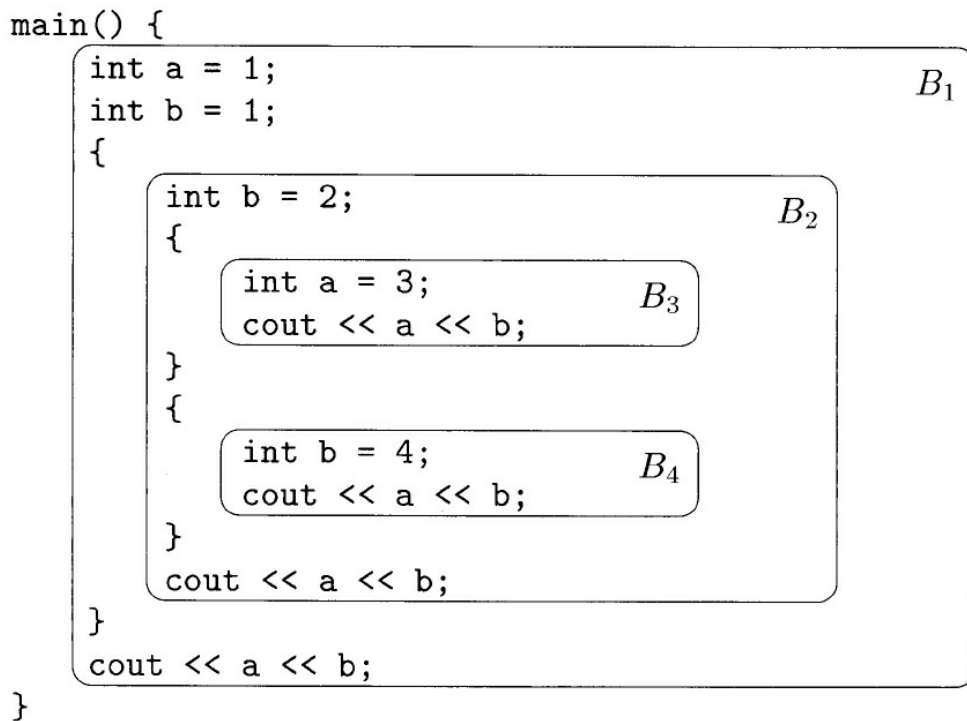 main() {
int a = 1; B₁
int b = 1;
{
int b = 2; B₂
{
int a = 3; B₃
cout << a << b;
}
{
int b = 4; B₄
cout << a << b;
}
cout << a << b;
}
cout << a << b;
}